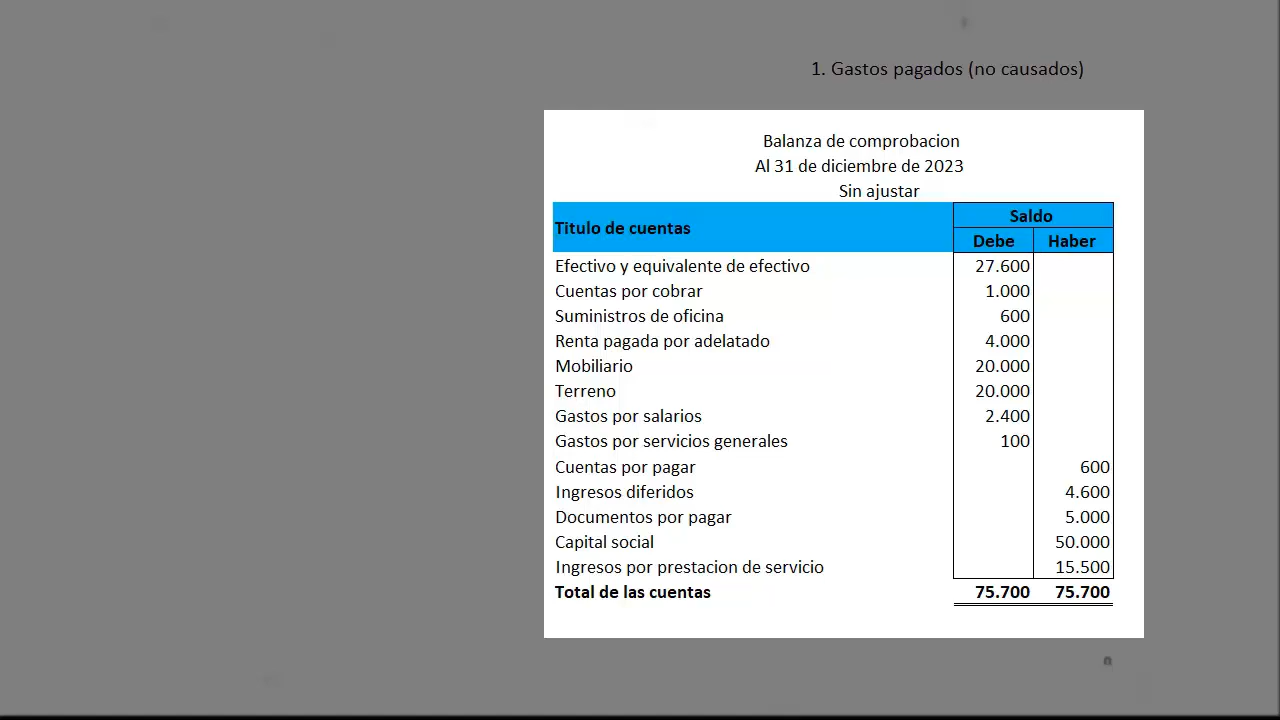 1. Gastos pagados (no causados)
Balanza de comprobacion
Al 31 de diciembre de 2023
Sin ajustar
Titulo de cuentas Saldo
Debe Haber
Efectivo y equivalente de efectivo 27.600
Cuentas por cobrar 1.000
Suministros de oficina 600
Renta pagada por adelatado 4.000
Mobiliario 20.000
Terreno 20.000
Gastos por salarios 2.400
Gastos por servicios generales 100
Cuentas por pagar 600
Ingresos diferidos 4.600
Documentos por pagar 5.000
Capital social 50.000
Ingresos por prestacion de servicio 15.500
Total de las cuentas 75.700 75.700